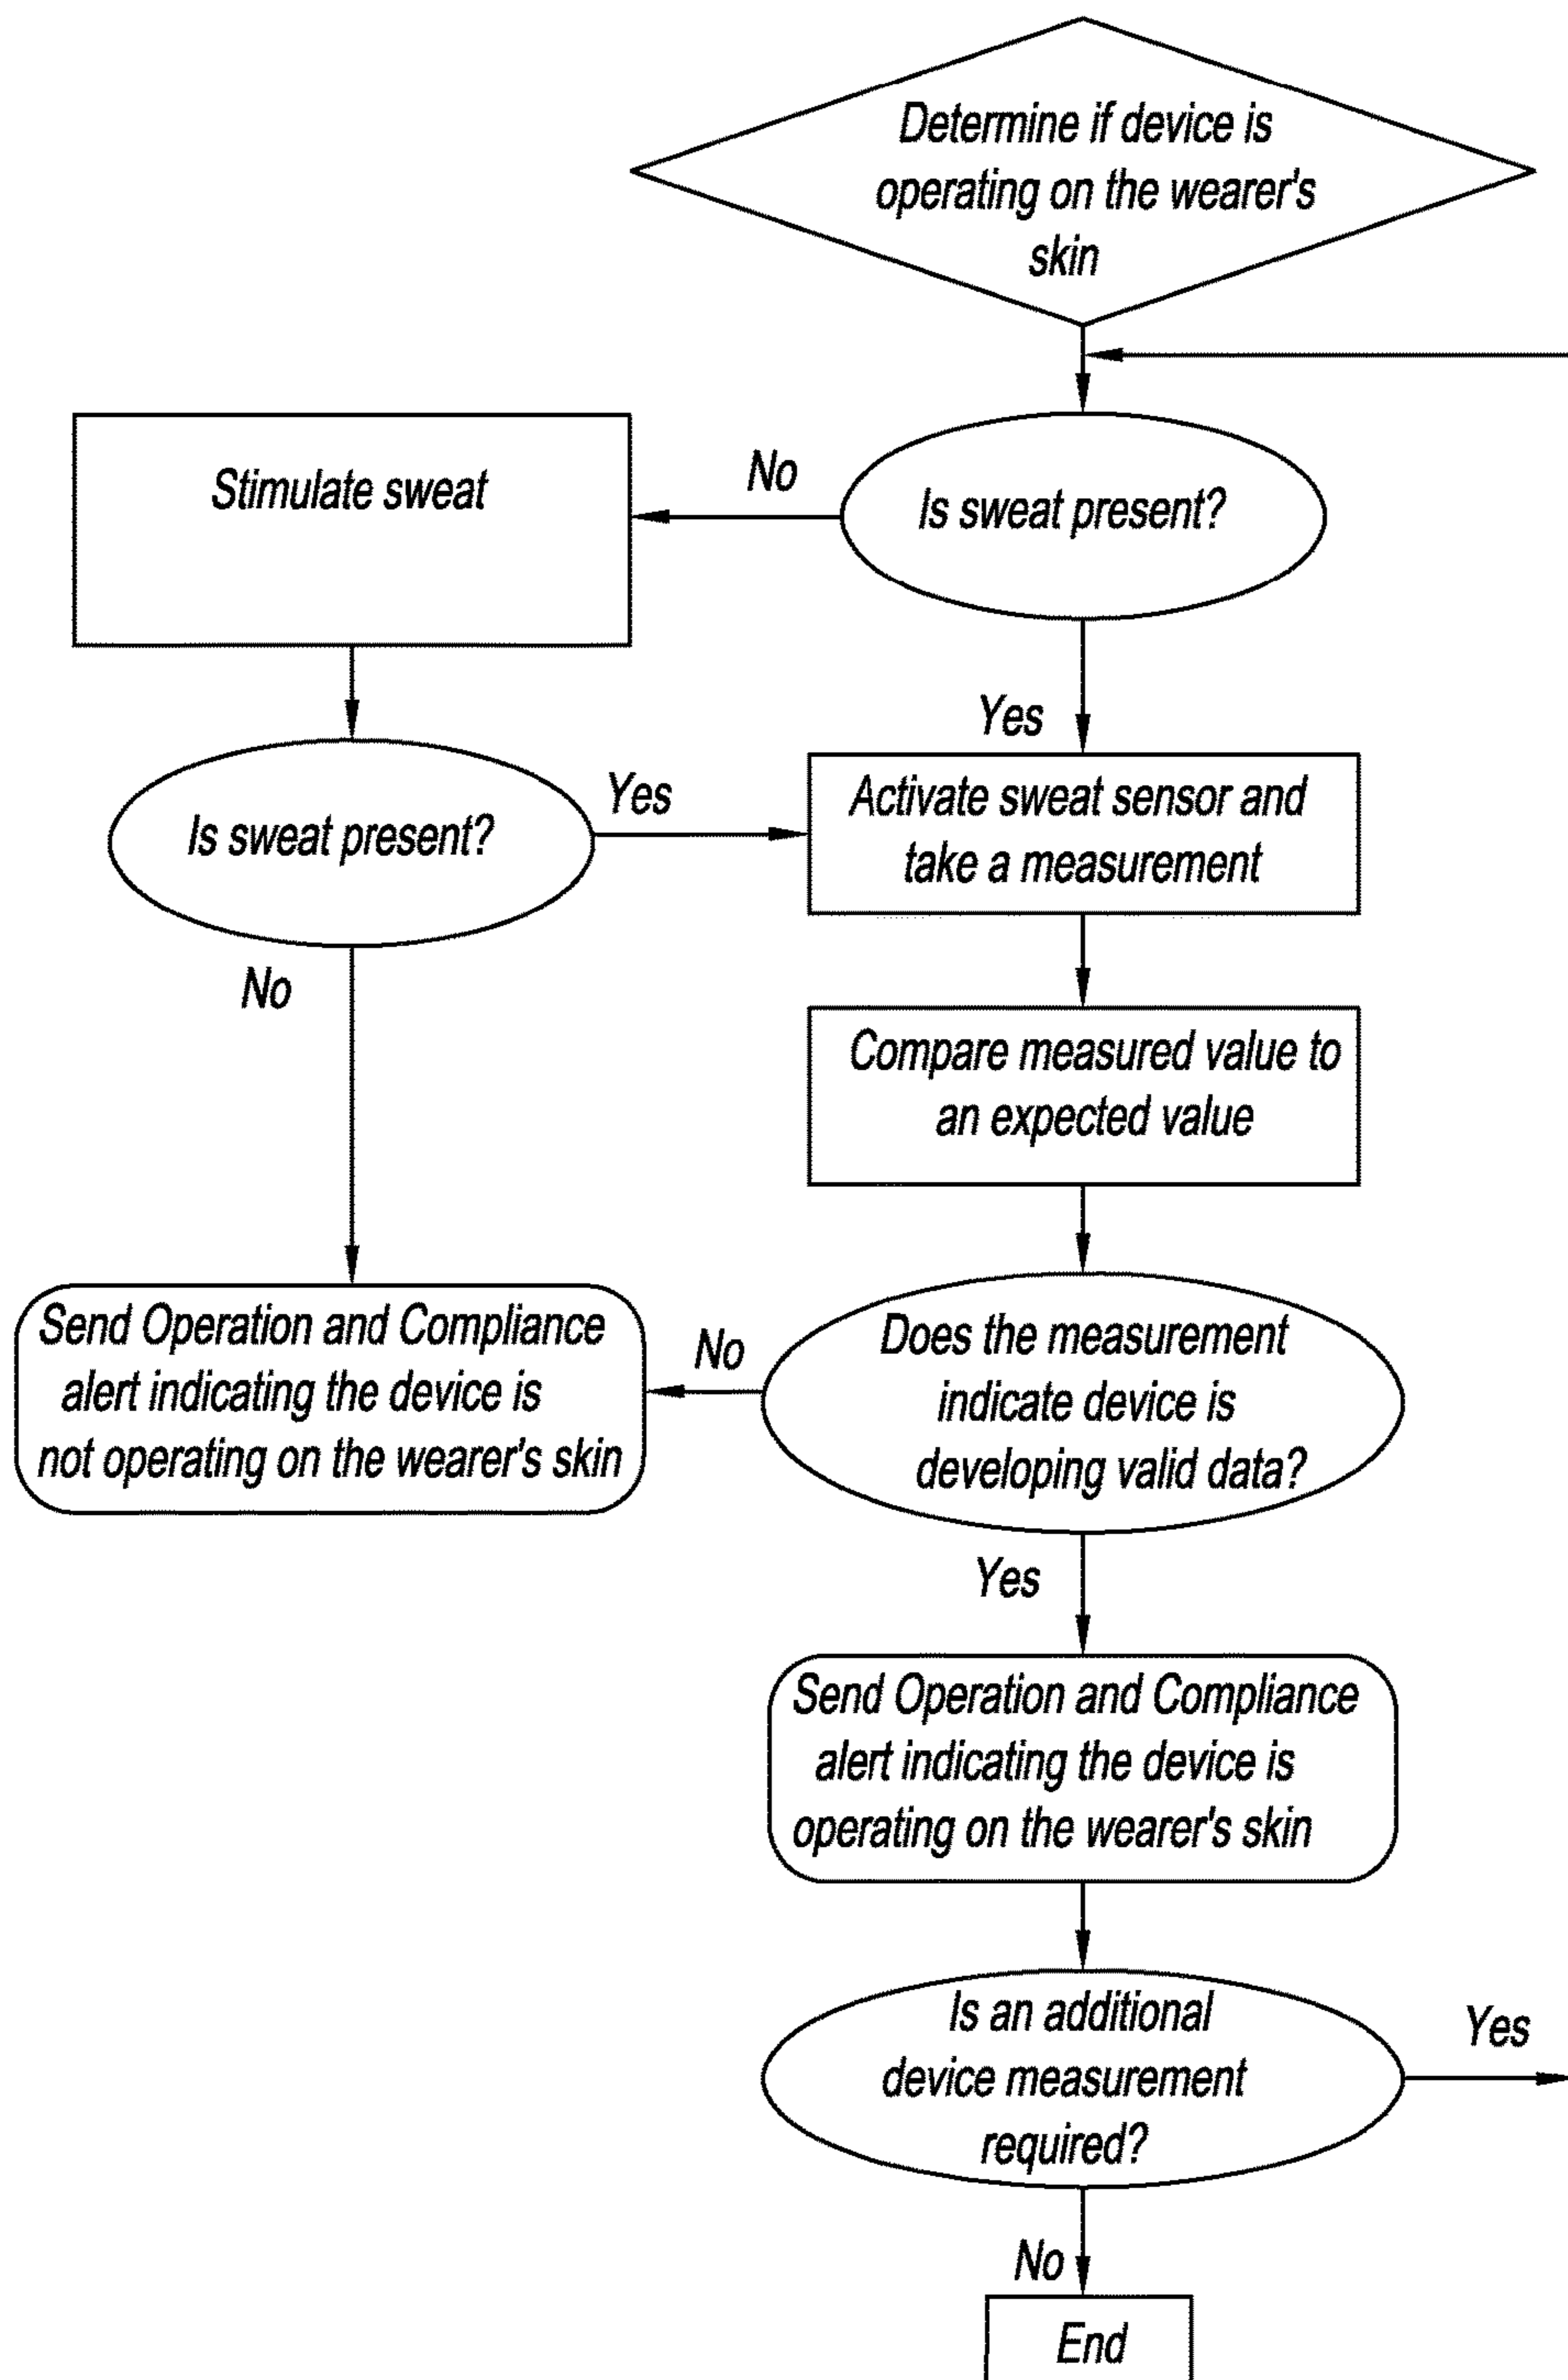 Determine if device is
operating on the wearer's
skin
Stimulate sweat
No
Is sweat present?
Yes
Is sweat present?
Yes
Activate sweat sensor and
take a measurement
No
Compare measured value to
an expected value
Send Operation and Compliance
alert indicating the device is
not operating on the wearer's skin
No
Does the measurement
indicate device is
developing valid data?
Yes
Send Operation and Compliance
alert indicating the device is
operating on the wearer's skin
Is an additional
device measurement
required?
Yes
No
End